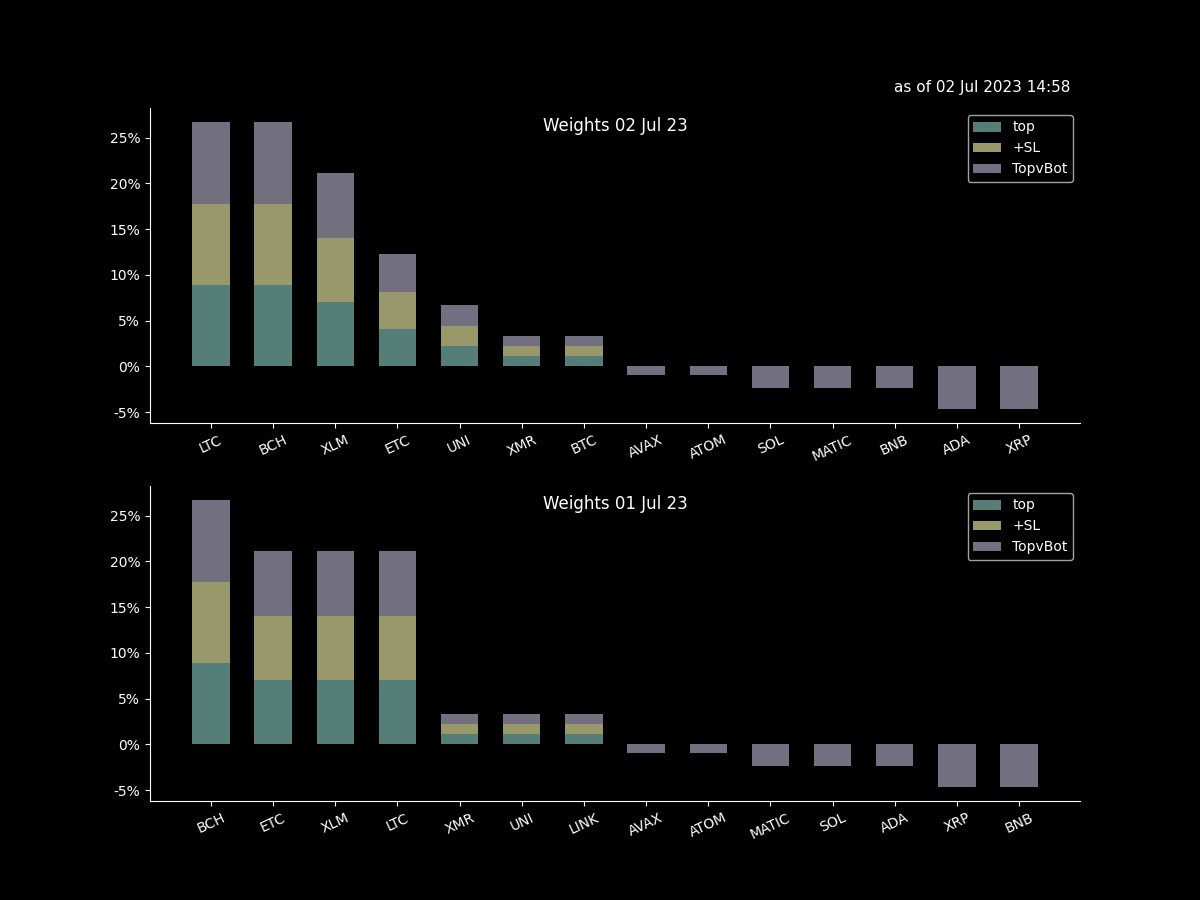 as of 02 Jul 2023 14:58
Weights 02 Jul 23
top
+SL
TopvBot
25%
20%
15%
10%
5%
0%
-5%
LTC BCH XLM ETC UNI XMR BTC AVAX ATOM SOL MATIC BNB ADA XRP
Weights 01 Jul 23
top
+SL
TopvBot
25%
20%
15%
10%
5%
0%
-5%
BCH ETC XLM LTC XMR UNI LINK AVAX ATOM MATIC SOL ADA XRP BNB